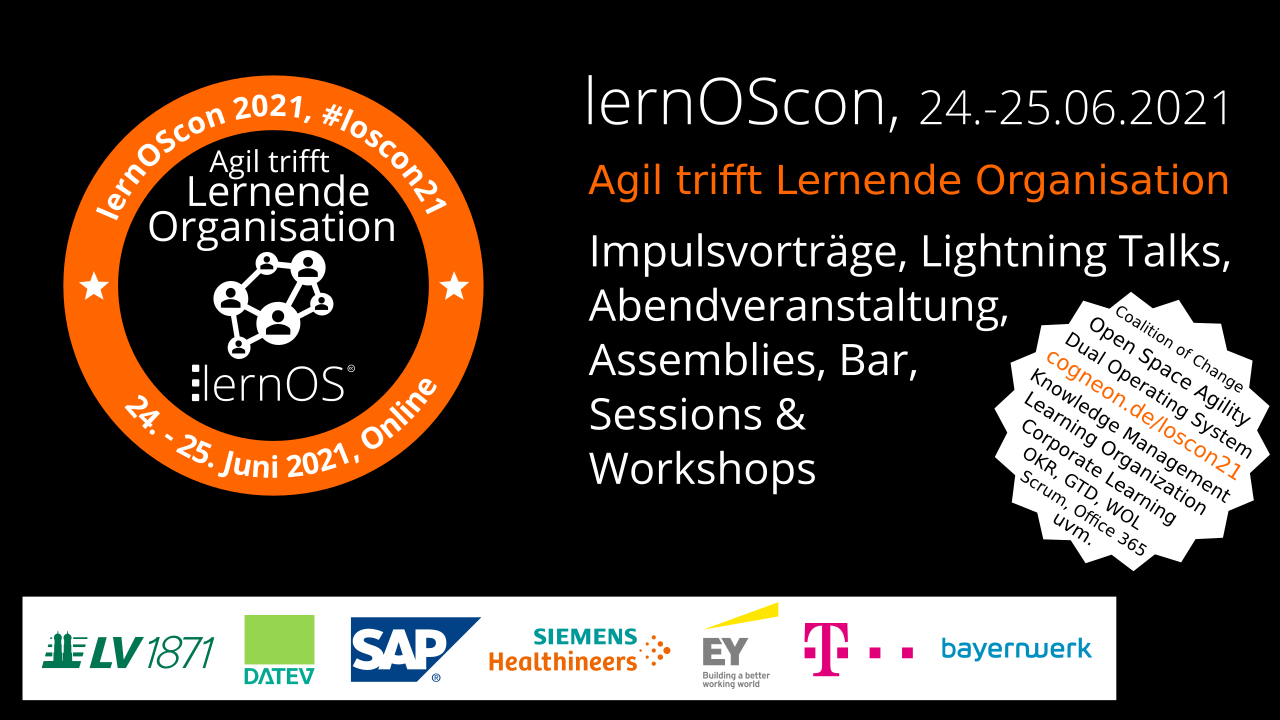 lernOScon 2021, #loscon21
Agil trifft
Lernende
Organisation
lernOS®
24. - 25. Juni 2021, Online
lernOScon, 24.-25.06.2021
Agil trifft Lernende Organisation
Impulsvorträge, Lightning Talks,
Abendveranstaltung,
Assemblies, Bar,
Sessions &
Workshops
Coalition of Change
Open Space Agility
Dual Operating System
cogneon.de/loscon21
Knowledge Management
Learning Organization
Corporate Learning
OKR, GTD, WOL
Scrum, Office 365
uvm.
LV 1871
DATEV
SAP®
SIEMENS
Healthineers
EY
Building a better
working world
T
bayernwerk